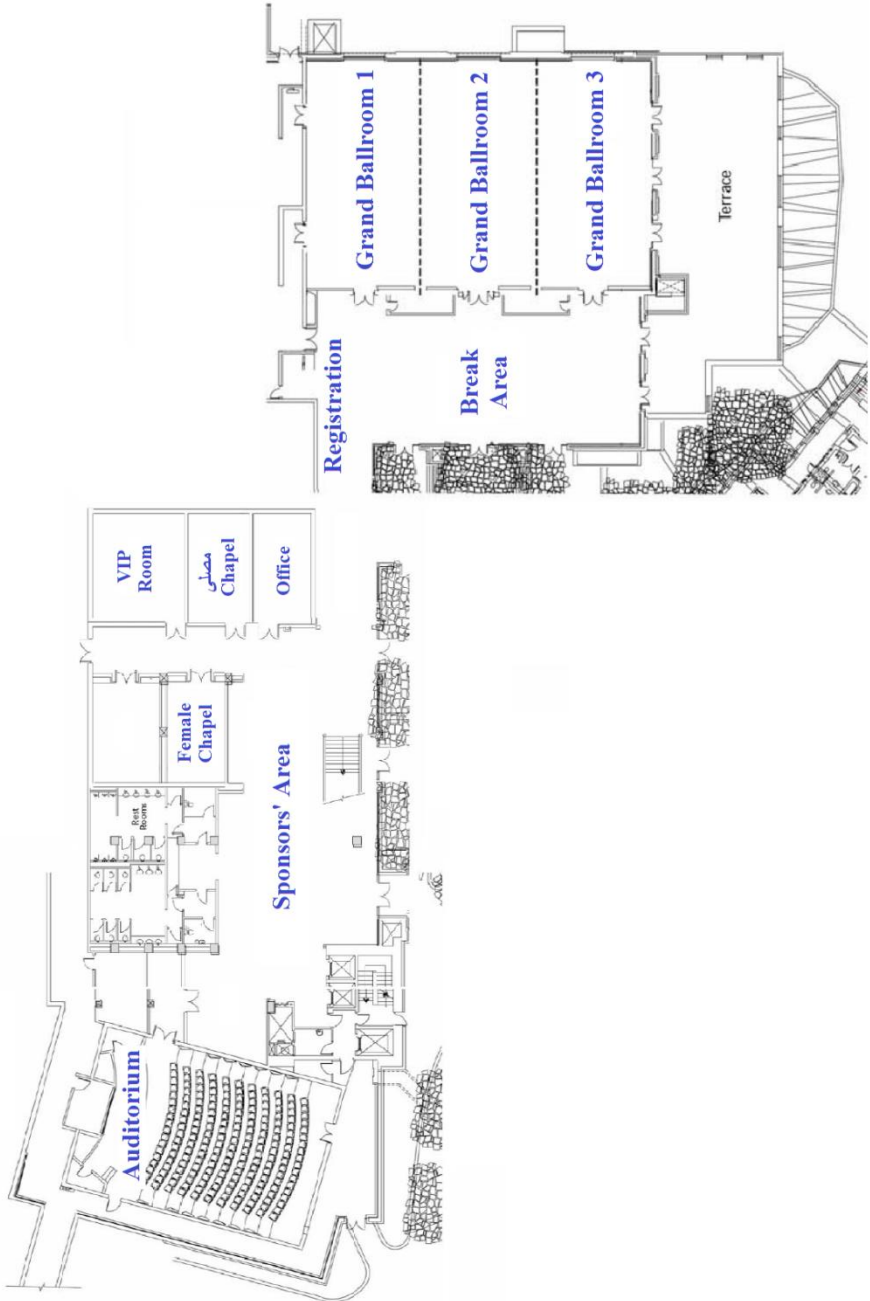 Grand Ballroom 1
Grand Ballroom 2
Grand Ballroom 3
Terrace
Registration
Break
Area
VIP
Room
مصلى
Chapel
Office
Female
Chapel
Rest
Rooms
Sponsors' Area
Auditorium